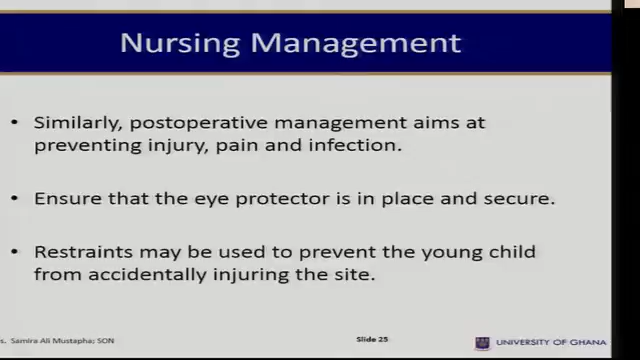 Nursing Management
• Similarly, postoperative management aims at
preventing injury, pain and infection.
• Ensure that the eye protector is in place and secure.
• Restraints may be used to prevent the young child
from accidentally injuring the site.
s. Samira Ali Mustapha; SON
Slide 25
UNIVERSITY OF GHANA